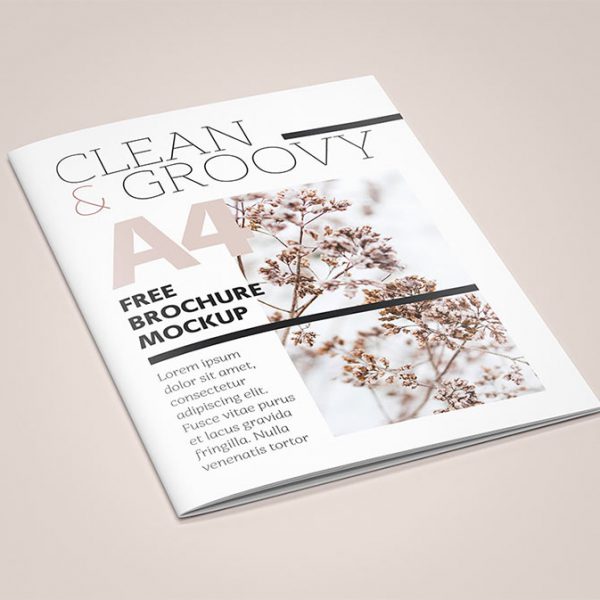 CLEAN
& GROOVY
A4
FREE
BROCHURE
MOCKUP
Lorem ipsum
dolor sit amet,
consectetur
adipiscing elit.
Fusce vitae purus
et lacus gravida
fringilla. Nulla
venenatis tortor